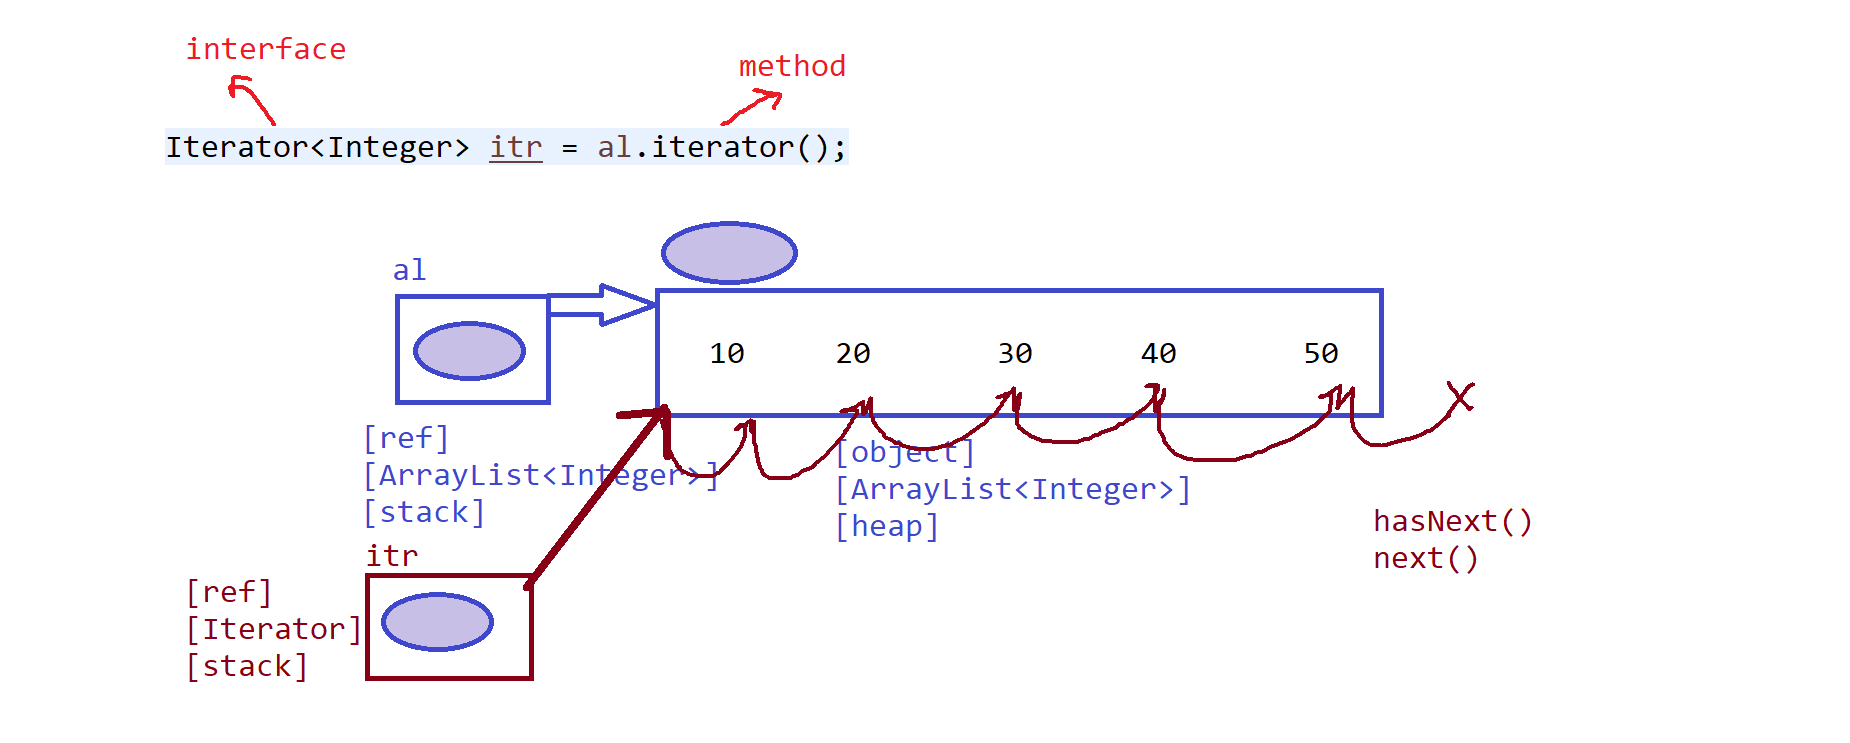 interface
method
Iterator<Integer> itr = al.iterator();
al
10 20 30 40 50
[ref]
[ArrayList<Integer>]
[stack]
[object]
[ArrayList<Integer>]
[heap]
hasNext()
next()
itr
[ref]
[Iterator]
[stack]